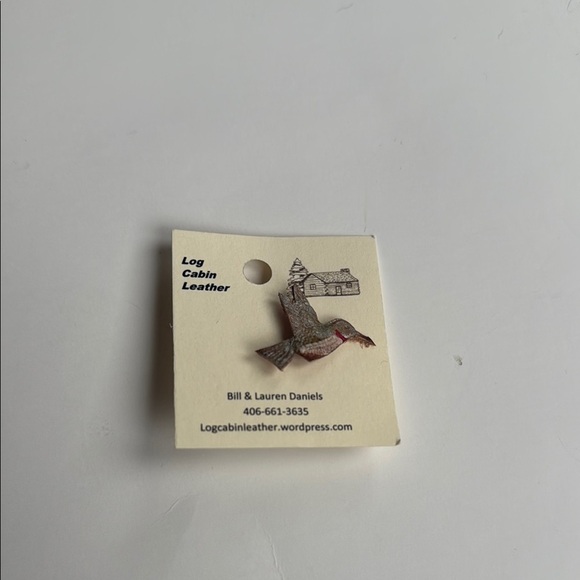 Log
Cabin
Leather
Bill & Lauren Daniels
406-661-3635
Logcabinleather.wordpress.com